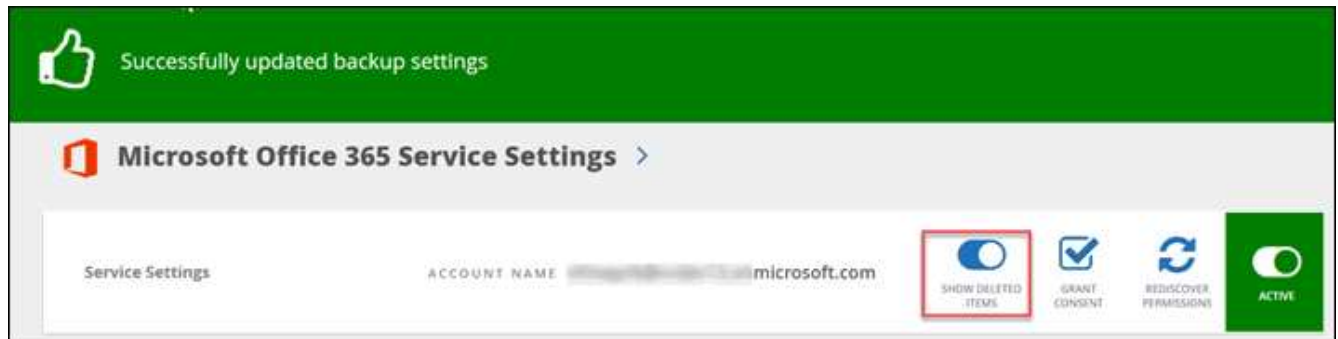 Successfully updated backup settings
Microsoft Office 365 Service Settings >
Service Settings
ACCOUNT NAME
microsoft.com
SHOW DELETED
ITEMS
GRANT
CONSENT
REDISCOVER
PERMISSIONS
ACTIVE